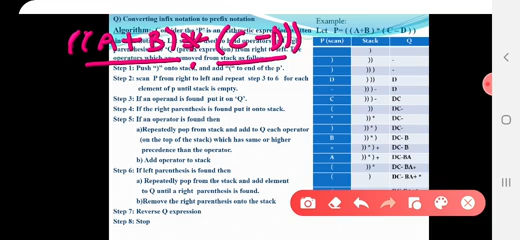 Q) Converting infix notation to prefix notation
Algorithm: Consider the 'P' is an arithmetic expression written
((A+B)*(C-D))
operators which are removed from stack as follow
Step 1: Push ")" onto stack, and add "(" to end of the p'.
Step 2: scan P from right to left and repeat step 3 to 6 for each
element of p until stack is empty.
Step 3: If an operand is found put it on 'Q'.
Step 4: If the right parenthesis is found put it onto stack.
Step 5: If an operator is found then
a)Repeatedly pop from stack and add to Q each operator
(on the top of the stack) which has same or higher
precedence than the operator.
b) Add operator to stack
Step 6: If left parenthesis is found then
a) Repeatedly pop from stack and add element
to Q until a right parenthesis is found.
b)Remove the right parenthesis onto the stack
Step 7: Reverse Q expression
Step 8: Stop
Example:
Let P= ( ( A+B ) * ( C - D ) )
P (scan) Stack Q
)
) )) -
) )) ) -
D ) )) D
- )) ) - D
C )) ) - DC
( )) DC-
* )) * DC-
) )) * ) DC-
B )) * ) DC- B
+ )) * ) + DC- B
A )) * ) + DC-BA
( )) * DC- BA+
( ) DC- BA+ *